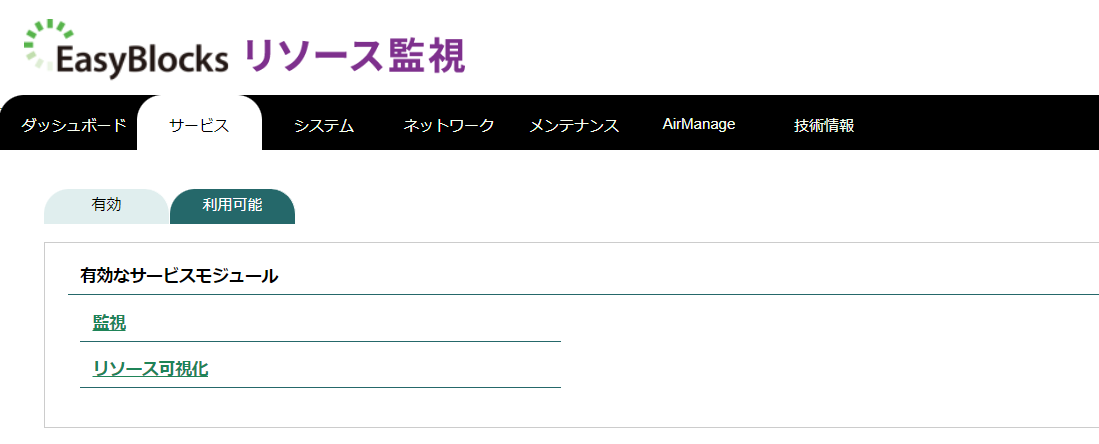 EasyBlocks リソース監視
ダッシュボード サービス システム ネットワーク メンテナンス AirManage 技術情報
有効 利用可能
有効なサービスモジュール
監視
リソース可視化